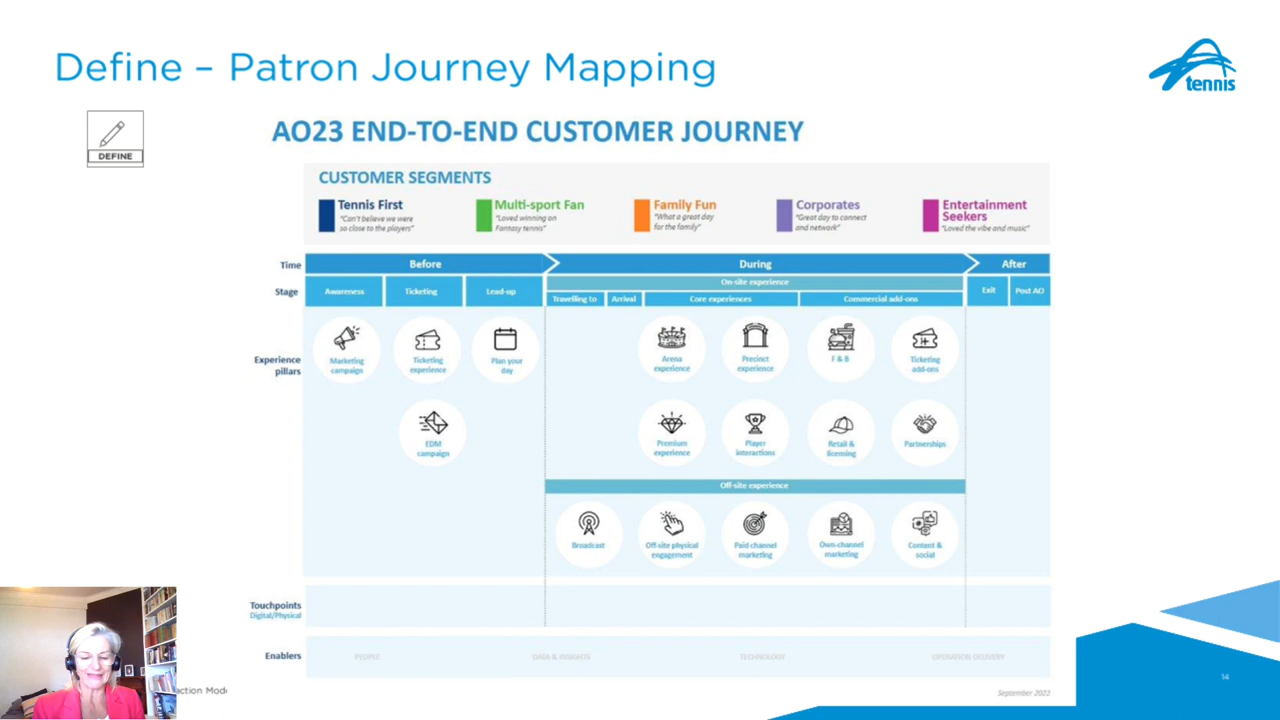 Define – Patron Journey Mapping
tennis
DEFINE
AO23 END-TO-END CUSTOMER JOURNEY
CUSTOMER SEGMENTS
Tennis First
"Can't believe we were
so close to the players"
Multi-sport Fan
"Loved winning on
Fantasy tennis"
Family Fun
"What a great day
for the family"
Corporates
"Great day to connect
and network"
Entertainment
Seekers
"Loved the vibe and music"
Time
Before
During
After
Stage
Awareness
Ticketing
Lead-up
On-site experience
Travelling to
Arrival
Core experiences
Commercial add-ons
Exit
Post AO
Experience
pillars
Marketing
campaign
Ticketing
experience
Plan your
day
Arena
experience
Precinct
experience
F & B
Ticketing
add-ons
EDM
campaign
Premium
experience
Player
interactions
Retail &
licensing
Partnerships
Off-site experience
Broadcast
Off-site physical
engagement
Paid channel
marketing
Own-channel
marketing
Content &
social
Touchpoints
Digital/Physical
Enablers
PEOPLE
DATA & INSIGHTS
TECHNOLOGY
OPERATION DELIVERY
September 2022
14